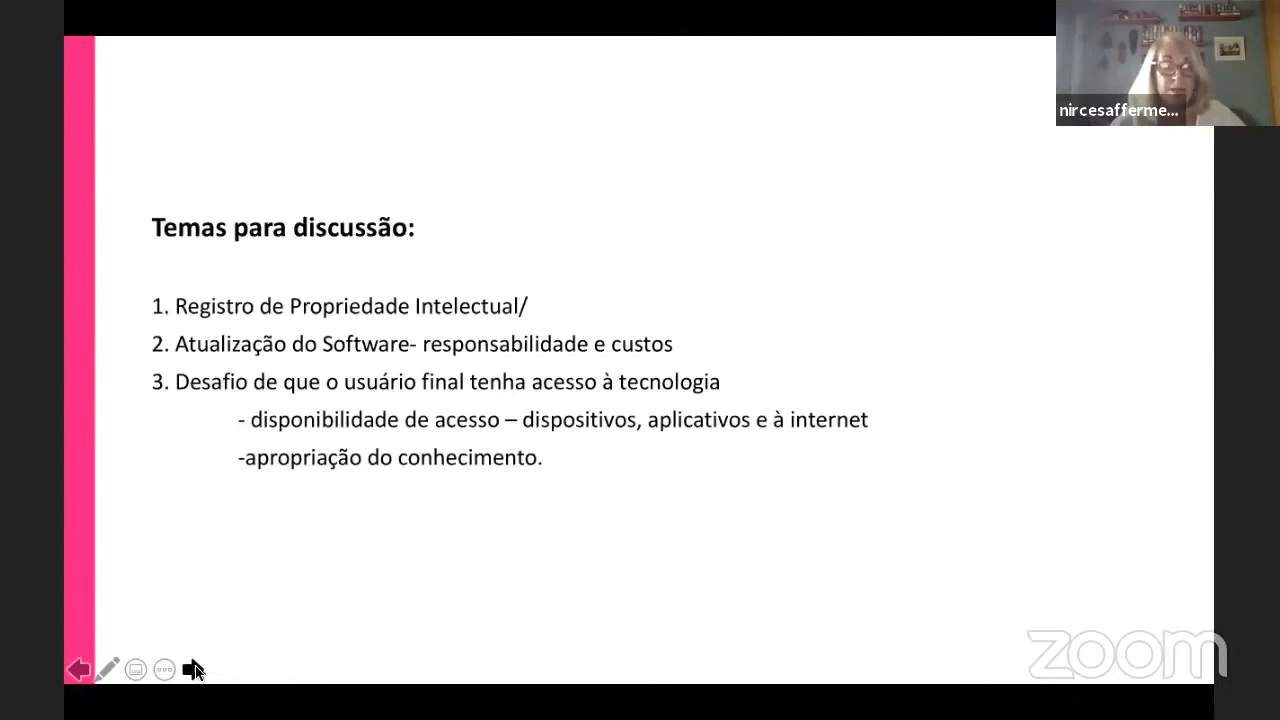 nircesafferme...
Temas para discussão:
1. Registro de Propriedade Intelectual/
2. Atualização do Software- responsabilidade e custos
3. Desafio de que o usuário final tenha acesso à tecnologia
- disponibilidade de acesso – dispositivos, aplicativos e à internet
-apropriação do conhecimento.
zoom